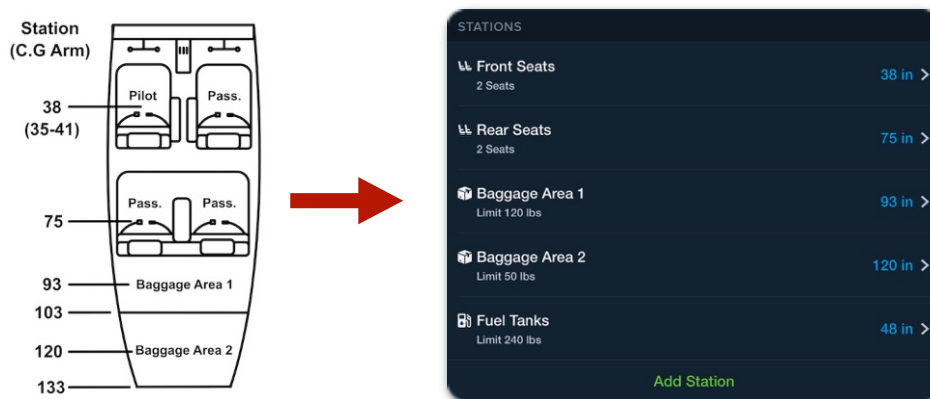 Station
(C.G Arm)
Pilot
Pass.
38
(35-41)
Pass.
Pass.
75
93
Baggage Area 1
103
120
Baggage Area 2
133
STATIONS
Front Seats
38 in
2 Seats
Rear Seats
75 in
2 Seats
Baggage Area 1
93 in
Limit 120 lbs
Baggage Area 2
120 in
Limit 50 lbs
Fuel Tanks
48 in
Limit 240 lbs
Add Station